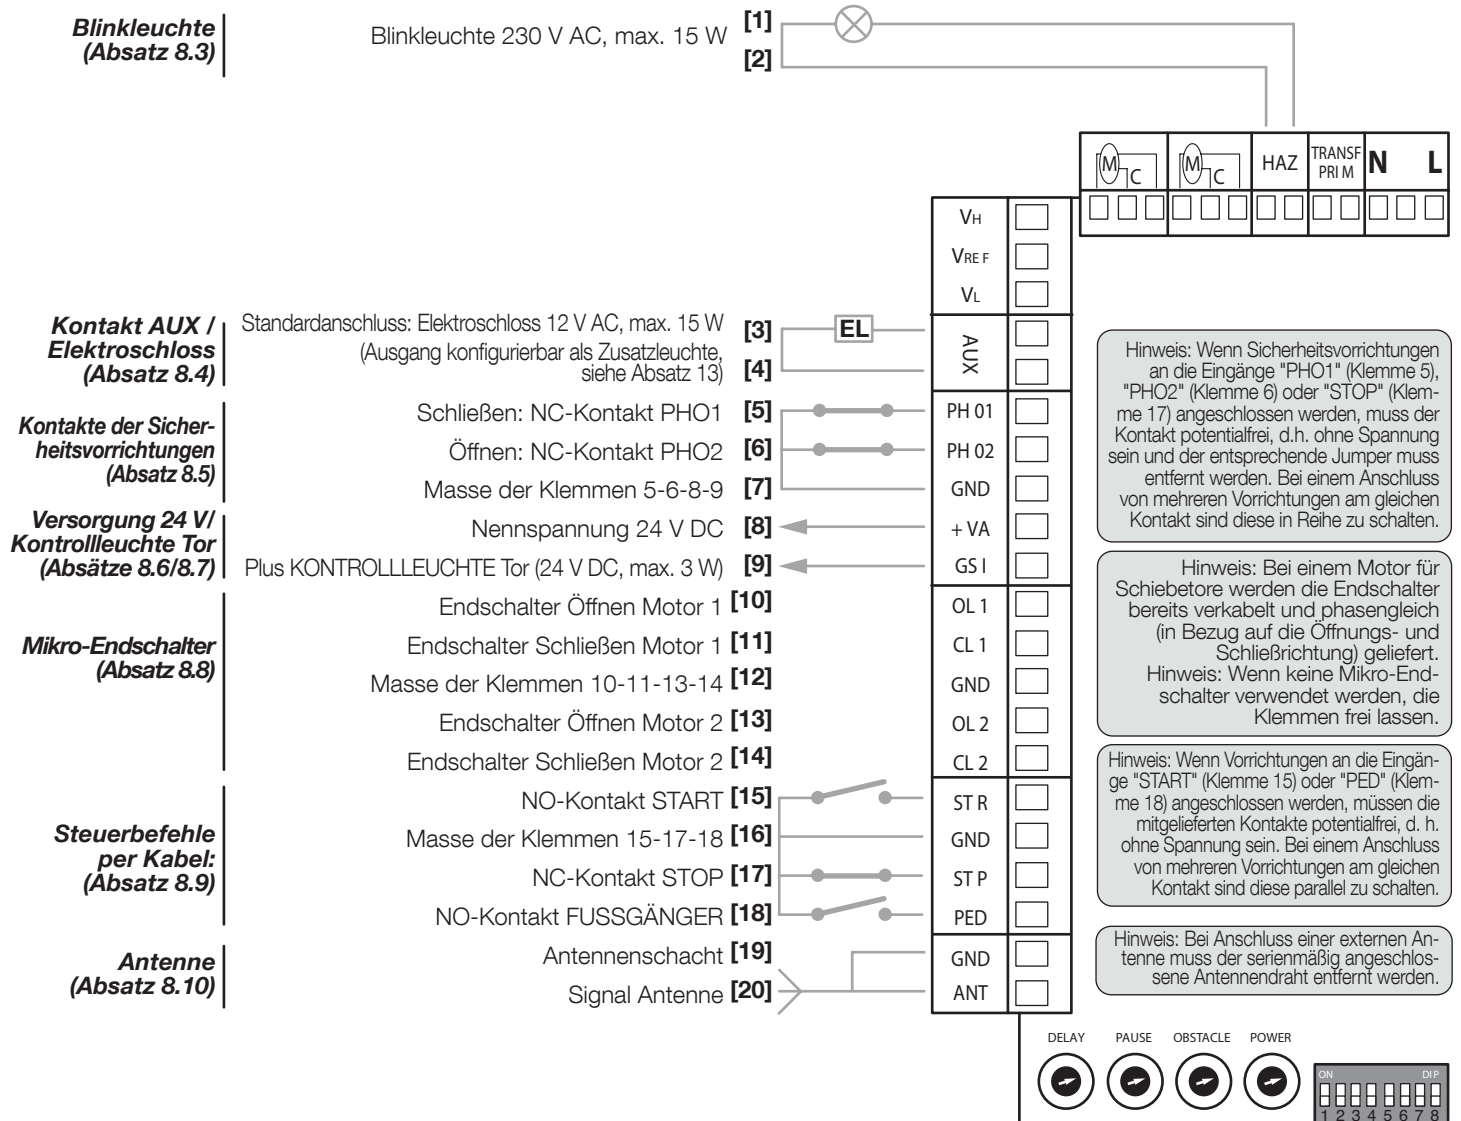 Blinkleuchte
(Absatz 8.3)
Blinkleuchte 230 V AC, max. 15 W
[1]
[2]
M C
M C
HAZ
TRANSF
PRI M
N L
VH
VRE F
VL
Kontakt AUX /
Elektroschloss
(Absatz 8.4)
Standardanschluss: Elektroschloss 12 V AC, max. 15 W
(Ausgang konfigurierbar als Zusatzleuchte,
siehe Absatz 13)
[3]
[4]
EL
AUX
Kontakte der Sicher-
heitsvorrichtungen
(Absatz 8.5)
Schließen: NC-Kontakt PHO1 [5] PH 01
Öffnen: NC-Kontakt PHO2 [6] PH 02
Masse der Klemmen 5-6-8-9 [7] GND
Versorgung 24 V/
Kontrollleuchte Tor
(Absätze 8.6/8.7)
Nennspannung 24 V DC [8] + VA
Plus KONTROLLLEUCHTE Tor (24 V DC, max. 3 W) [9] GS I
Mikro-Endschalter
(Absatz 8.8)
Endschalter Öffnen Motor 1 [10] OL 1
Endschalter Schließen Motor 1 [11] CL 1
Masse der Klemmen 10-11-13-14 [12] GND
Endschalter Öffnen Motor 2 [13] OL 2
Endschalter Schließen Motor 2 [14] CL 2
Steuerbefehle
per Kabel:
(Absatz 8.9)
NO-Kontakt START [15] ST R
Masse der Klemmen 15-17-18 [16] GND
NC-Kontakt STOP [17] ST P
NO-Kontakt FUSSGÄNGER [18] PED
Antenne
(Absatz 8.10)
Antennenschacht [19] GND
Signal Antenne [20] ANT
Hinweis: Wenn Sicherheitsvorrichtungen
an die Eingänge "PHO1" (Klemme 5),
"PHO2" (Klemme 6) oder "STOP" (Klem-
me 17) angeschlossen werden, muss der
Kontakt potentialfrei, d.h. ohne Spannung
sein und der entsprechende Jumper muss
entfernt werden. Bei einem Anschluss
von mehreren Vorrichtungen am gleichen
Kontakt sind diese in Reihe zu schalten.
Hinweis: Bei einem Motor für
Schiebetore werden die Endschalter
bereits verkabelt und phasengleich
(in Bezug auf die Öffnungs- und
Schließrichtung) geliefert.
Hinweis: Wenn keine Mikro-End-
schalter verwendet werden, die
Klemmen frei lassen.
Hinweis: Wenn Vorrichtungen an die Eingän-
ge "START" (Klemme 15) oder "PED" (Klem-
me 18) angeschlossen werden, müssen die
mitgelieferten Kontakte potentialfrei, d. h.
ohne Spannung sein. Bei einem Anschluss
von mehreren Vorrichtungen am gleichen
Kontakt sind diese parallel zu schalten.
Hinweis: Bei Anschluss einer externen An-
tenne muss der serienmäßig angeschlos-
sene Antennendraht entfernt werden.
DELAY PAUSE OBSTACLE POWER
ON DIP
1 2 3 4 5 6 7 8